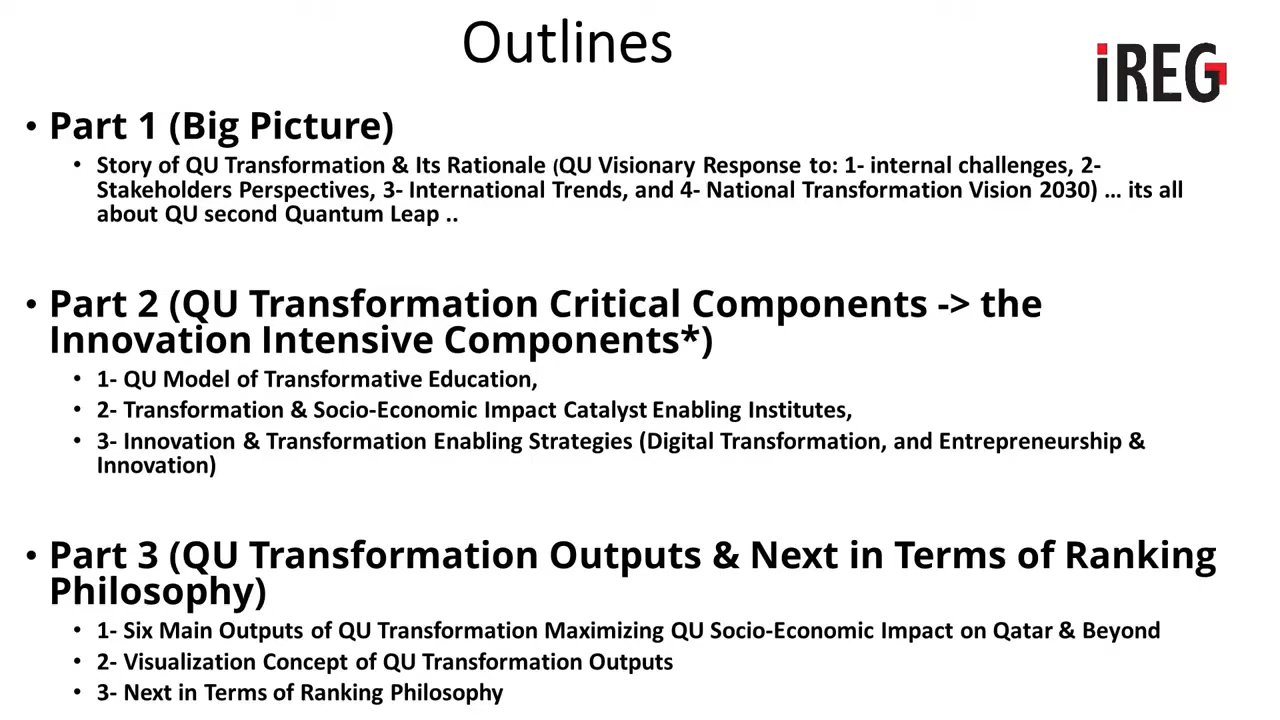 Outlines
iREG
• Part 1 (Big Picture)
• Story of QU Transformation & Its Rationale (QU Visionary Response to: 1- internal challenges, 2-
Stakeholders Perspectives, 3- International Trends, and 4- National Transformation Vision 2030) … its all
about QU second Quantum Leap ..
• Part 2 (QU Transformation Critical Components -> the
Innovation Intensive Components*)
• 1- QU Model of Transformative Education,
• 2- Transformation & Socio-Economic Impact Catalyst Enabling Institutes,
• 3- Innovation & Transformation Enabling Strategies (Digital Transformation, and Entrepreneurship &
Innovation)
• Part 3 (QU Transformation Outputs & Next in Terms of Ranking
Philosophy)
• 1- Six Main Outputs of QU Transformation Maximizing QU Socio-Economic Impact on Qatar & Beyond
• 2- Visualization Concept of QU Transformation Outputs
• 3- Next in Terms of Ranking Philosophy